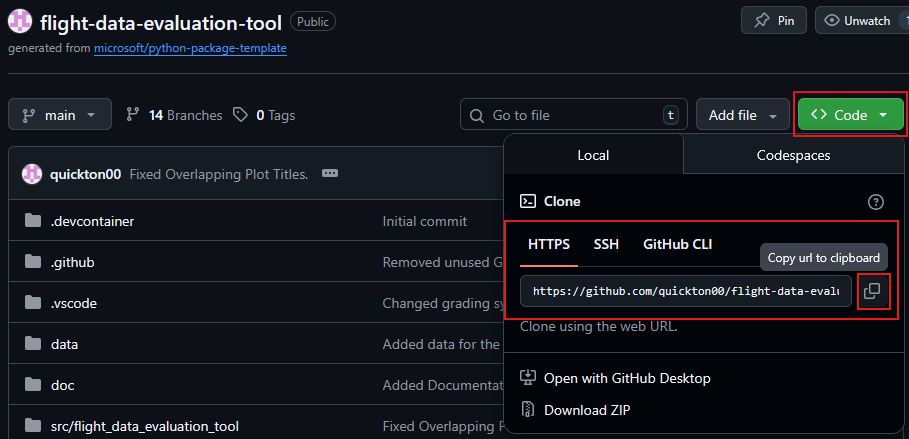 flight-data-evaluation-tool Public
Pin
Unwatch
generated from microsoft/python-package-template
main
14 Branches
0 Tags
Go to file t
Add file
<> Code
Local
Codespaces
quickton00 Fixed Overlapping Plot Titles.
Clone
.devcontainer Initial commit
HTTPS SSH GitHub CLI
.github Removed unused G
Copy url to clipboard
https://github.com/quickton00/flight-data-evalu
.vscode Changed grading sy
Clone using the web URL.
data Added data for the
Open with GitHub Desktop
doc Added Documentat
Download ZIP
src/flight_data_evaluation_tool Fixed Overlapping P